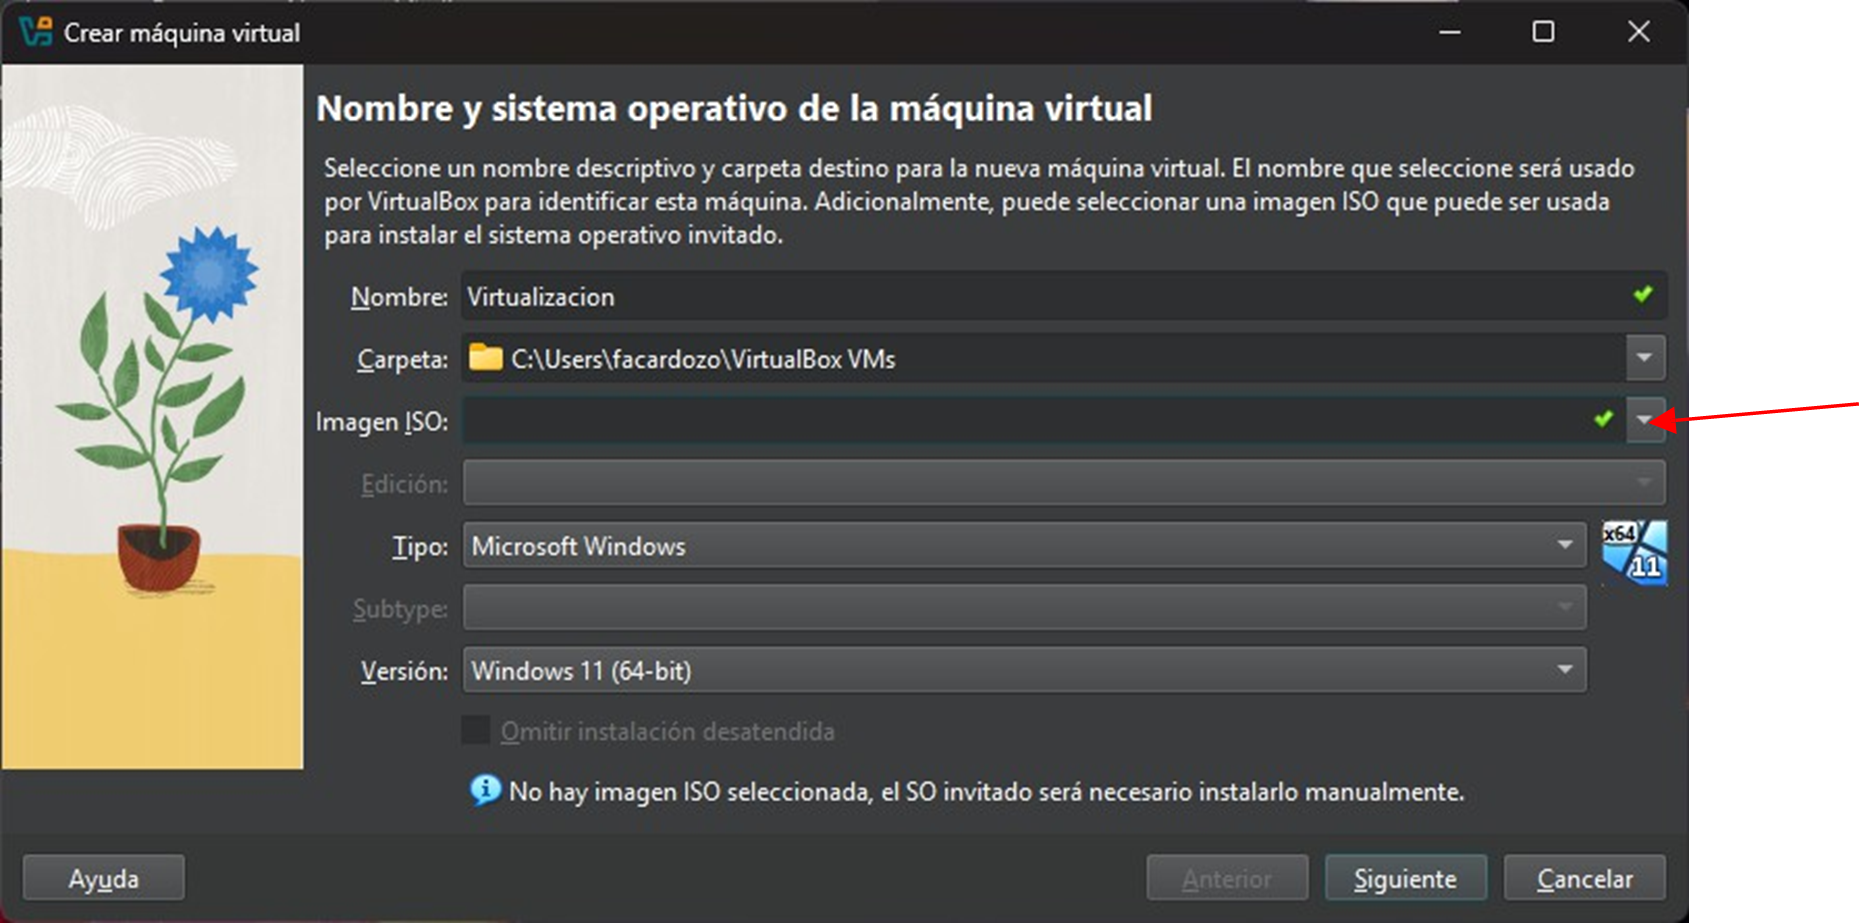 Crear máquina virtual
Nombre y sistema operativo de la máquina virtual
Seleccione un nombre descriptivo y carpeta destino para la nueva máquina virtual. El nombre que seleccione será usado
por VirtualBox para identificar esta máquina. Adicionalmente, puede seleccionar una imagen ISO que puede ser usada
para instalar el sistema operativo invitado.
Nombre: Virtualizacion
Carpeta: C:\Users\facardozo\VirtualBox VMs
Imagen ISO:
Edición:
Tipo: Microsoft Windows
x64
11
Subtype:
Versión: Windows 11 (64-bit)
Omitir instalación desatendida
No hay imagen ISO seleccionada, el SO invitado será necesario instalarlo manualmente.
Ayuda Anterior Siguiente Cancelar